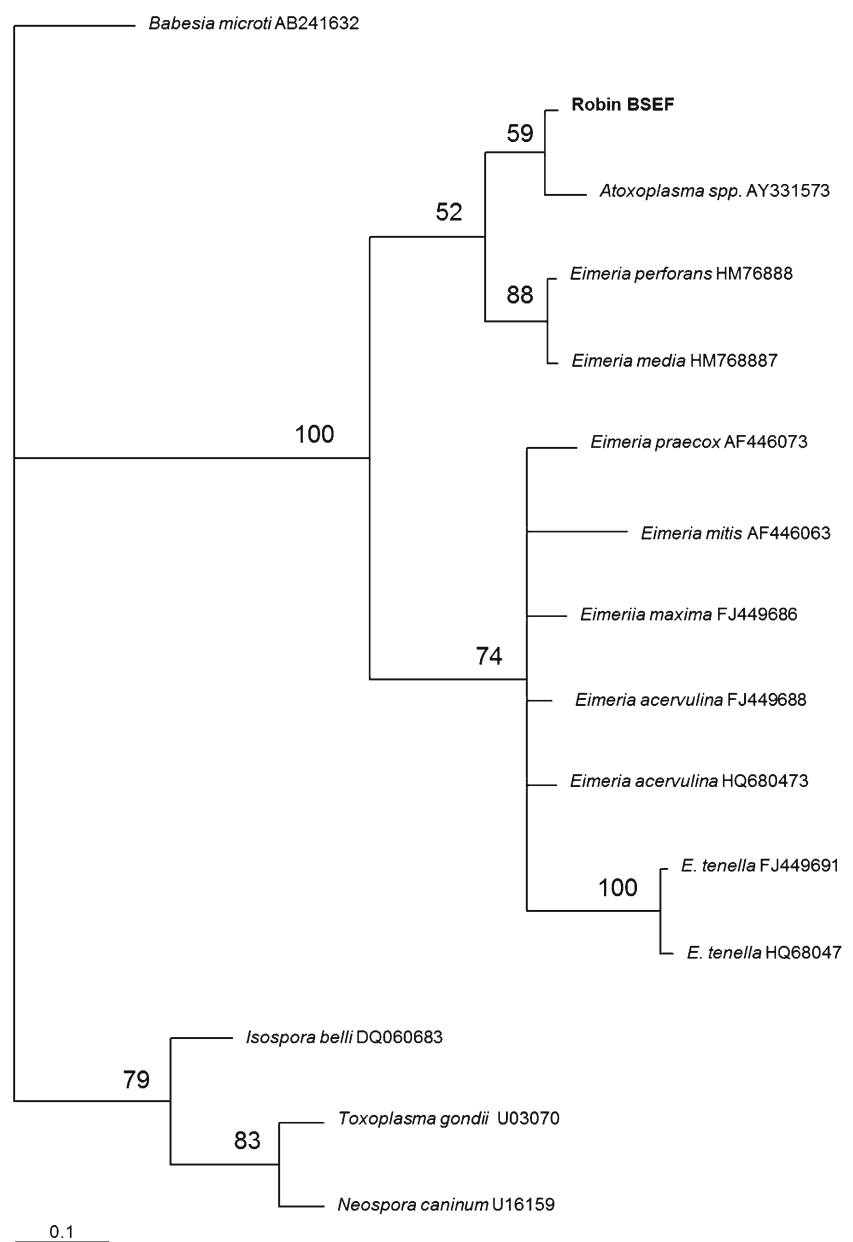 Babesia microti AB241632
Robin BSEF
59
Atoxoplasma spp. AY331573
52
Eimeria perforans HM76888
88
Eimeria media HM768887
100
Eimeria praecox AF446073
Eimeria mitis AF446063
Eimeriia maxima FJ449686
74
Eimeria acervulina FJ449688
Eimeria acervulina HQ680473
E. tenella FJ449691
100
E. tenella HQ68047
Isospora belli DQ060683
79
Toxoplasma gondii U03070
83
Neospora caninum U16159
0.1